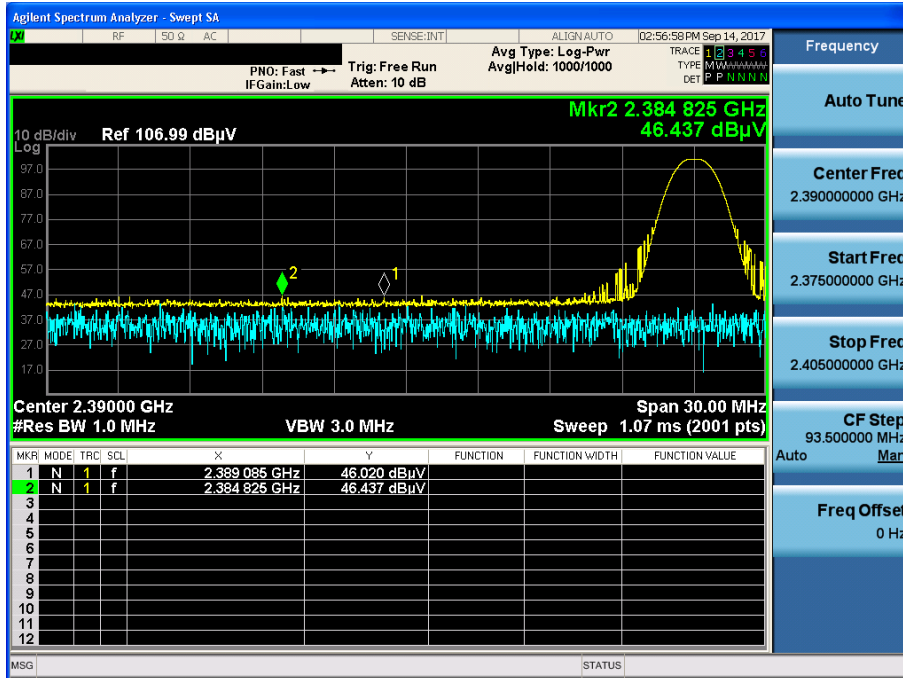 Agilent Spectrum Analyzer - Swept SA
LXI RF 50 Ω AC SENSE:INT ALIGN AUTO 02:56:58 PM Sep 14, 2017
PNO: Fast Trig: Free Run Avg Type: Log-Pwr TRACE 1 2 3 4 5 6
IFGain:Low Atten: 10 dB Avg|Hold: 1000/1000 TYPE M W W W W W
DET P P N N N N
Mkr2 2.384 825 GHz
46.437 dBµV
10 dB/div Ref 106.99 dBµV
Log
97.0
87.0
77.0
67.0
57.0
47.0
37.0
27.0
17.0
2
1
Center 2.39000 GHz Span 30.00 MHz
#Res BW 1.0 MHz VBW 3.0 MHz Sweep 1.07 ms (2001 pts)
MKR MODE TRC SCL X Y FUNCTION FUNCTION WIDTH FUNCTION VALUE
1 N 1 f 2.389 085 GHz 46.020 dBµV
2 N 1 f 2.384 825 GHz 46.437 dBµV
3
4
5
6
7
8
9
10
11
12
MSG STATUS
Frequency
Auto Tune
Center Freq
2.390000000 GHz
Start Freq
2.375000000 GHz
Stop Freq
2.405000000 GHz
CF Step
93.500000 MHz
Auto Man
Freq Offset
0 Hz